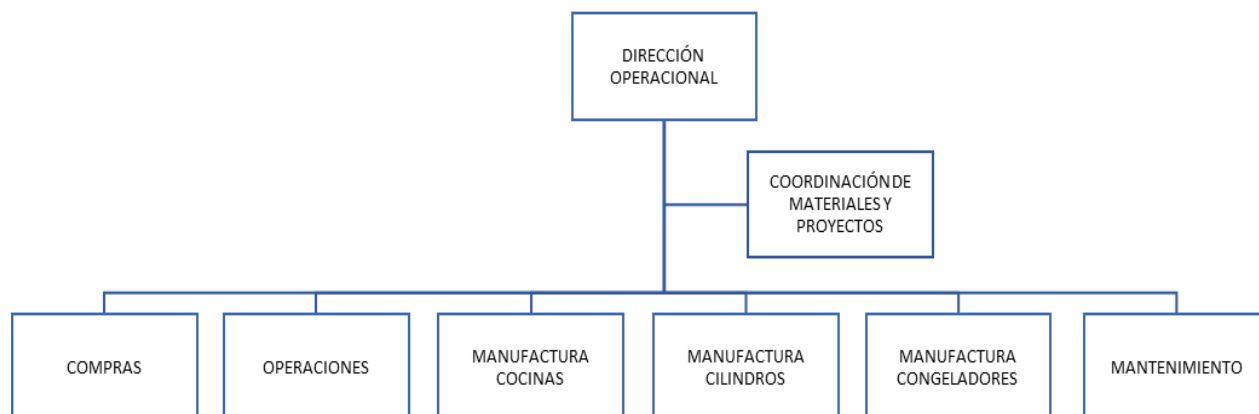 DIRECCIÓN
OPERACIONAL
COORDINACIÓN DE
MATERIALES Y
PROYECTOS
COMPRAS
OPERACIONES
MANUFACTURA
COCINAS
MANUFACTURA
CILINDROS
MANUFACTURA
CONGELADORES
MANTENIMIENTO